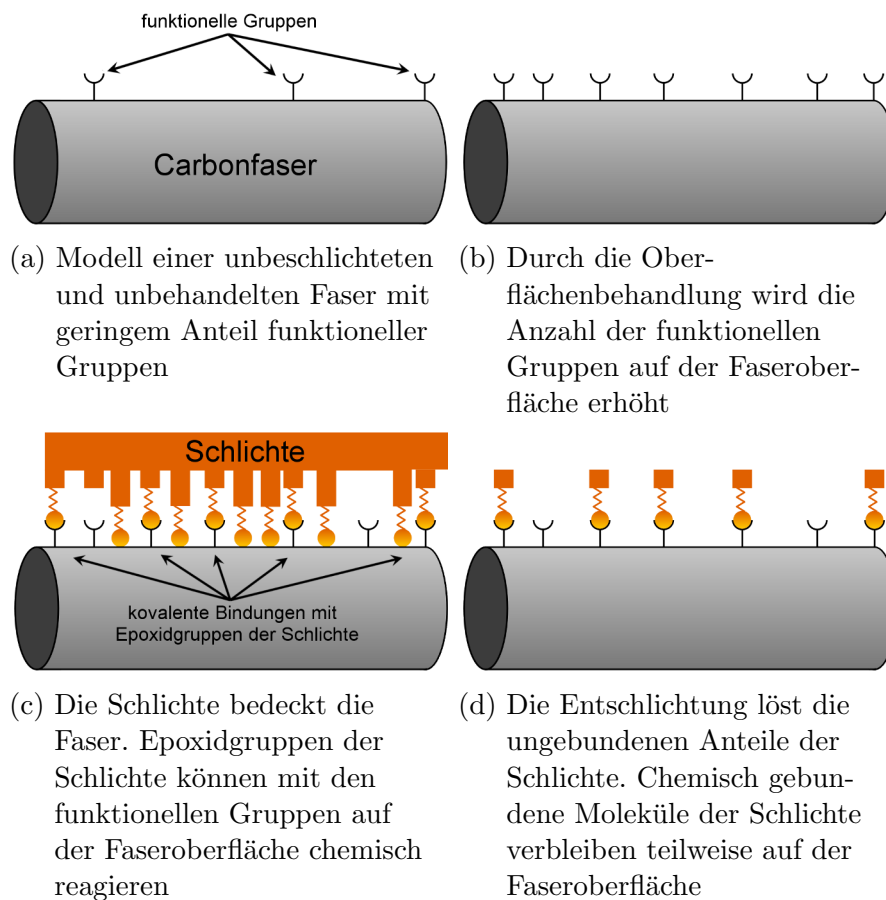 funktionelle Gruppen
Carbonfaser
(a) Modell einer unbeschlichteten
und unbehandelten Faser mit
geringem Anteil funktioneller
Gruppen
(b) Durch die Ober-
flächenbehandlung wird die
Anzahl der funktionellen
Gruppen auf der Faserober-
fläche erhöht
Schlichte
kovalente Bindungen mit
Epoxidgruppen der Schlichte
(c) Die Schlichte bedeckt die
Faser. Epoxidgruppen der
Schlichte können mit den
funktionellen Gruppen auf
der Faseroberfläche chemisch
reagieren
(d) Die Entschlichtung löst die
ungebundenen Anteile der
Schlichte. Chemisch gebun-
dene Moleküle der Schlichte
verbleiben teilweise auf der
Faseroberfläche